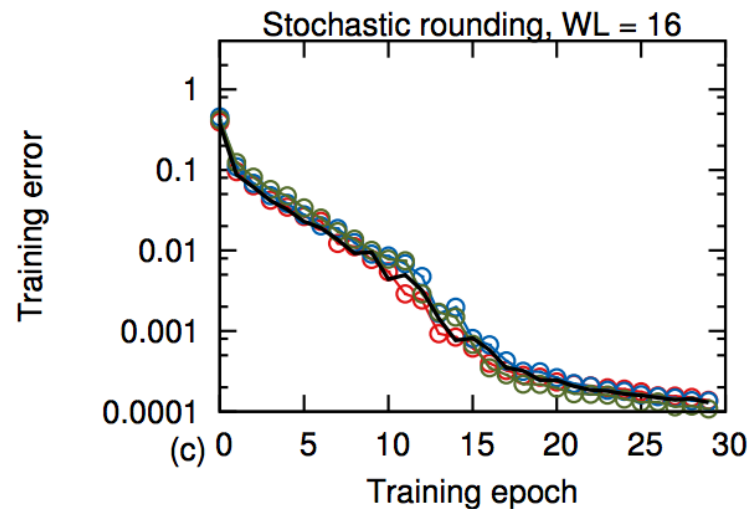 Stochastic rounding, WL = 16
Training error
1
0.1
0.01
0.001
0.0001
(c)
0 5 10 15 20 25 30
Training epoch